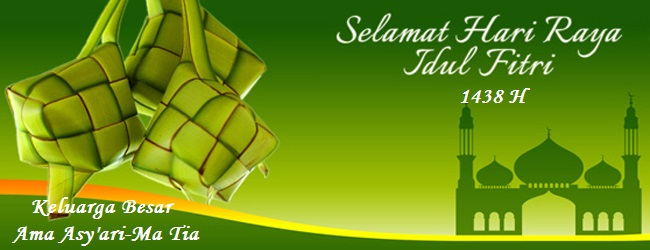 Selamat Hari Raya
Idul Fitri
1438 H
Keluarga Besar
Ama Asy'ari-Ma Tia